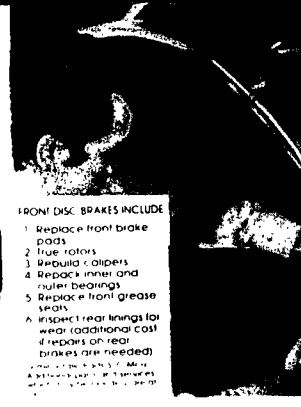 FRONT DISC BRAKES INCLUDE
1 Replace front brake
pads
2 True rotors
3 Rebuild calipers
4 Repack inner and
outer bearings
5 Replace front grease
seals
6 Inspect rear linings for
wear (additional cost
if repairs on rear
brakes are needed)
services